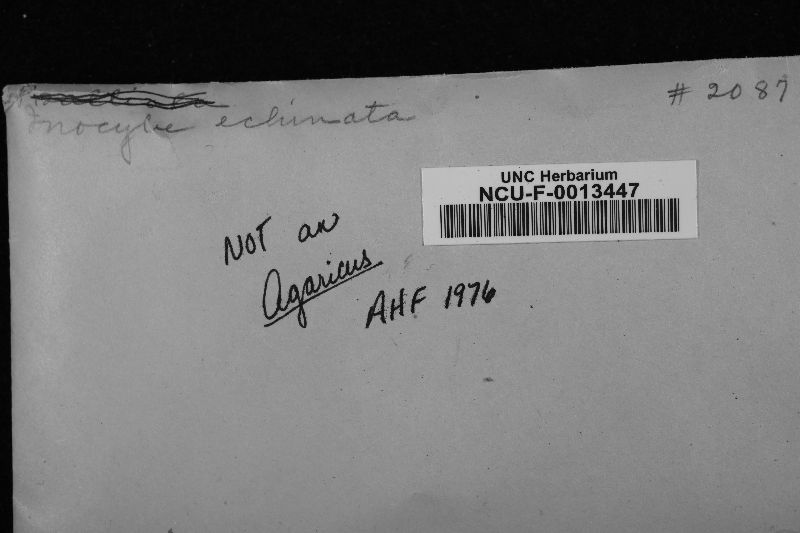 # 2087
Inocybe echinata
UNC Herbarium
NCU-F-0013447
NOT an
Agaricus
AHF 1976